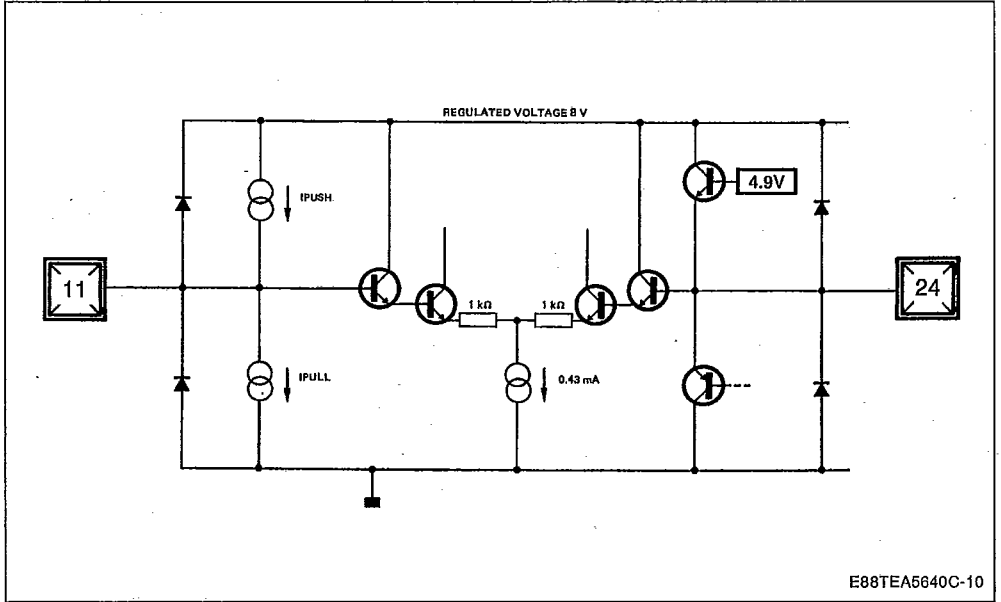 REGULATED VOLTAGE 8 V
IPUSH
4.9V
11
24
1 kΩ
1 kΩ
IPULL
0.43 mA
E88TEA5640C-10